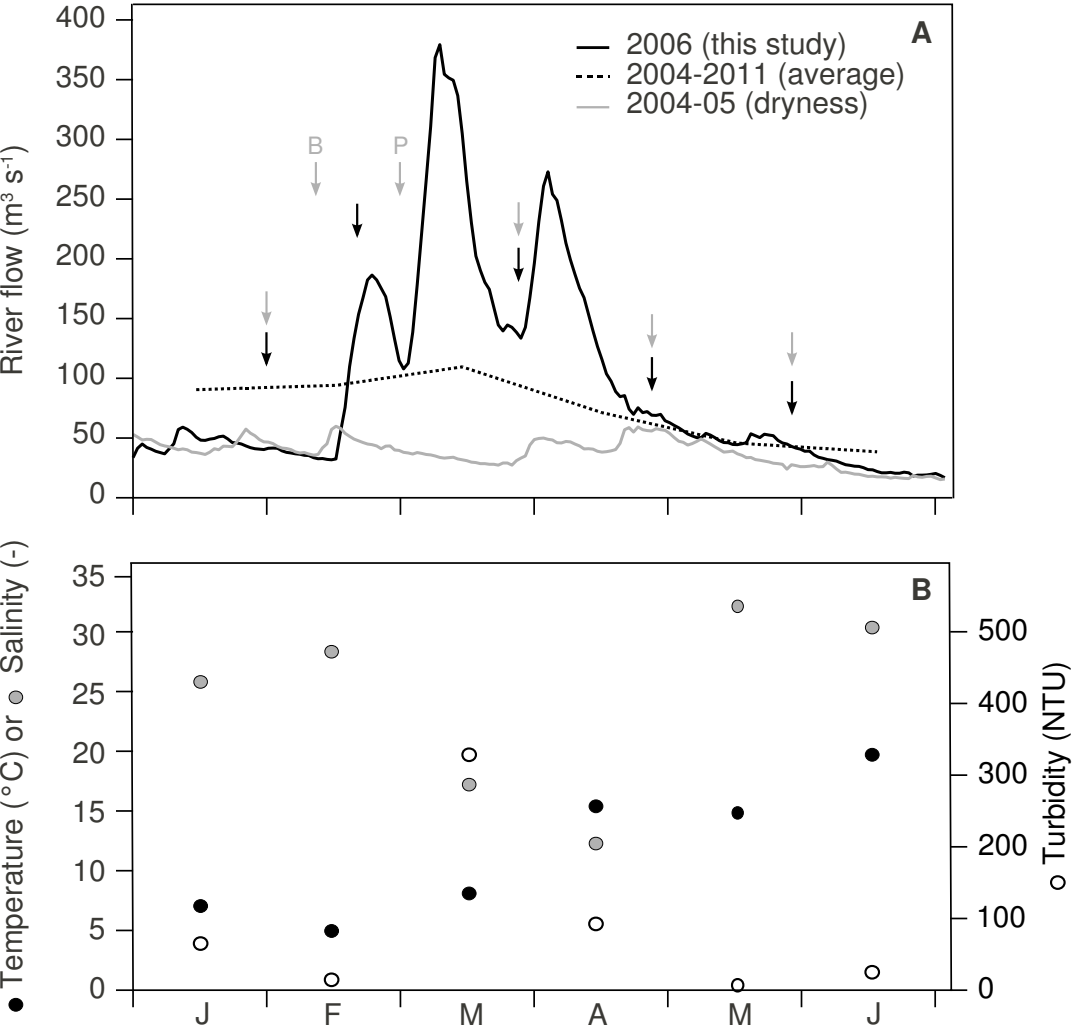 A
2006 (this study)
2004-2011 (average)
2004-05 (dryness)
River flow (m³ s⁻¹)
400
350
300
250
200
150
100
50
0
B P
B
Temperature (°C) or Salinity (-)
35
30
25
20
15
10
5
0
500
400
300
200
100
0
Turbidity (NTU)
J F M A M J